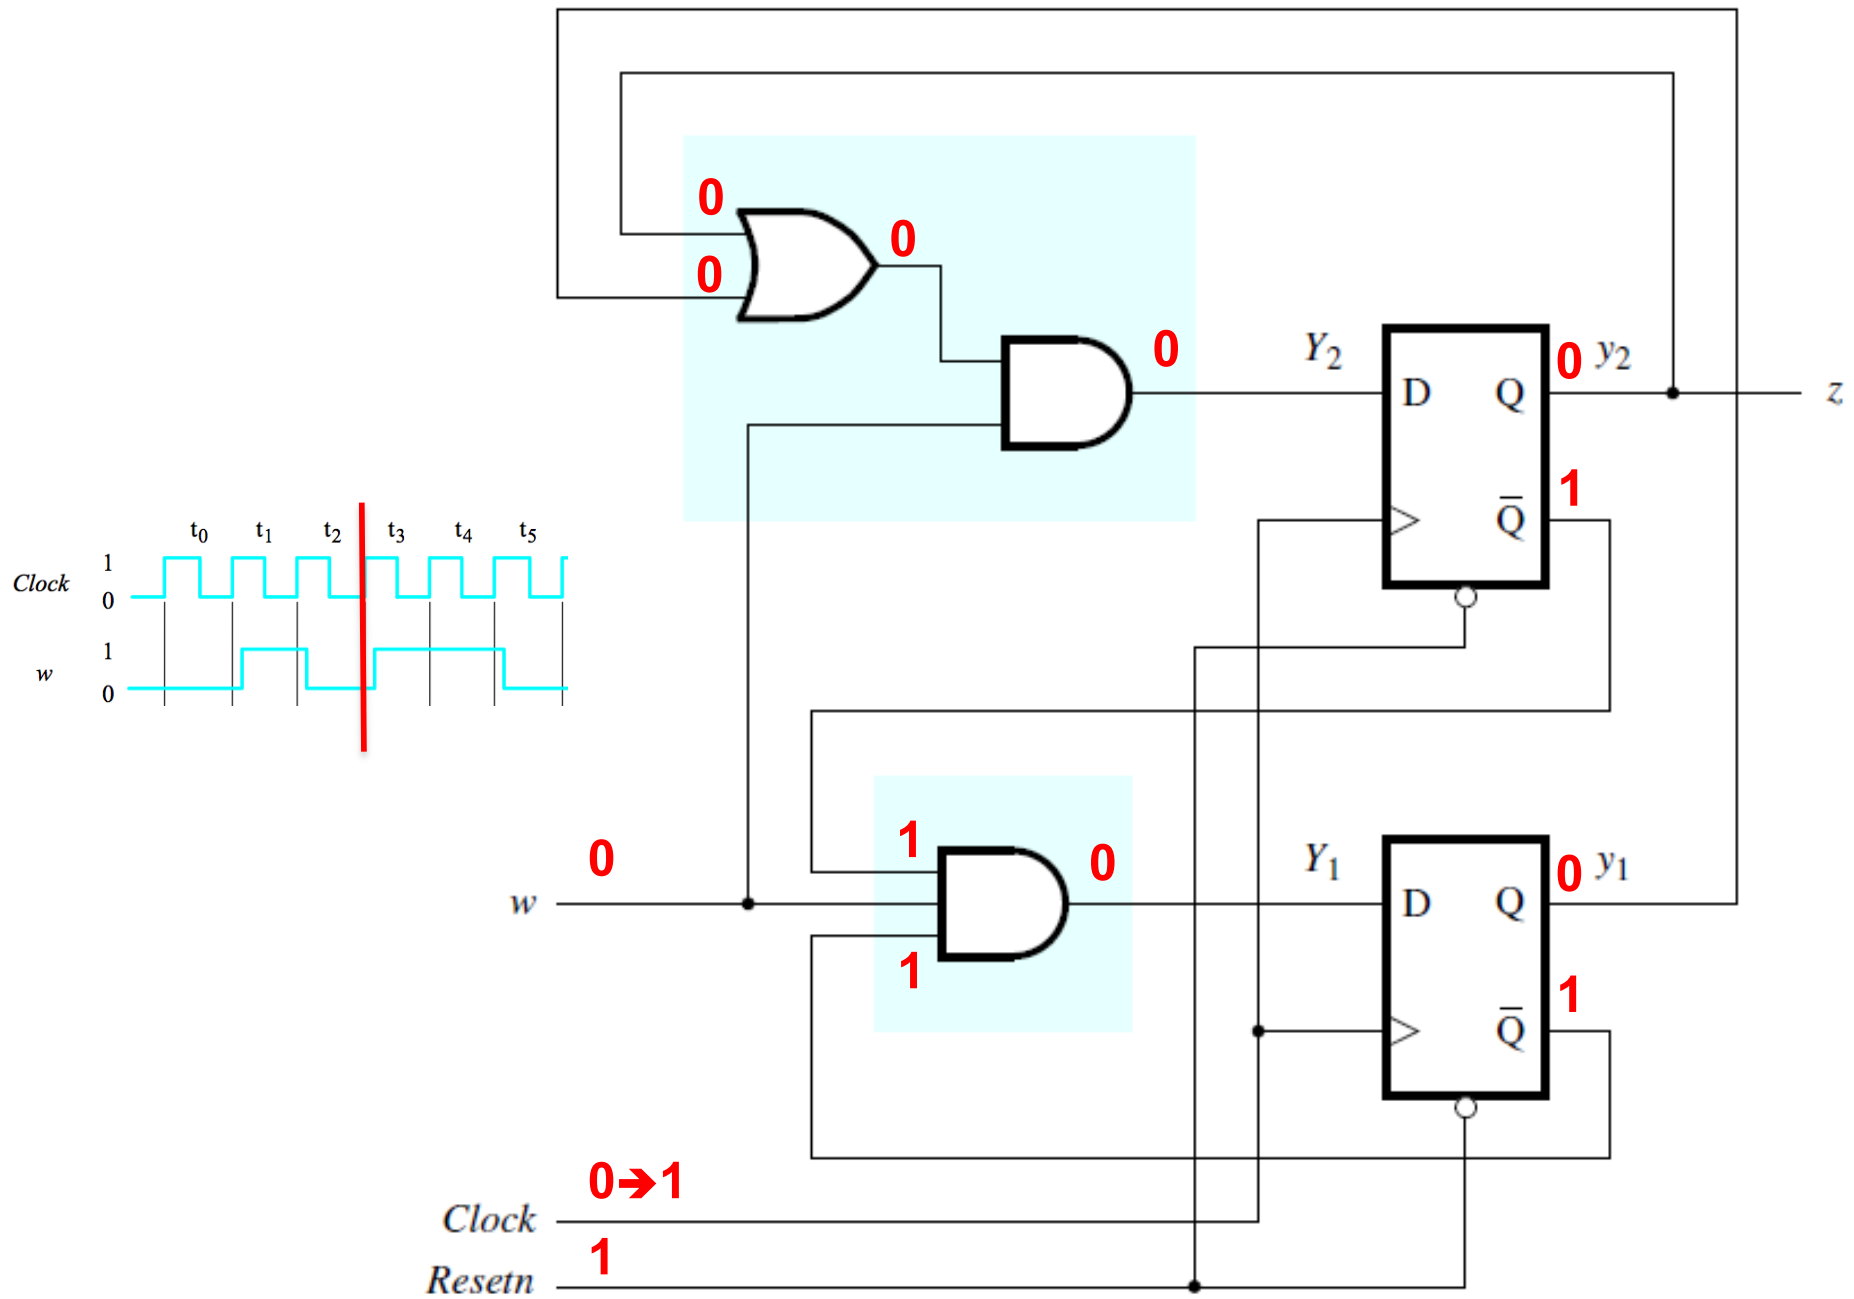 0
0
0
0 Y₂ 0 y₂
D Q z
1
Q̅
t₀ t₁ t₂ t₃ t₄ t₅
1
Clock
0
1
w
0
1
0 0 Y₁ 0 y₁
w D Q
1
1
Q̅
0➔1
Clock
1
Resetn